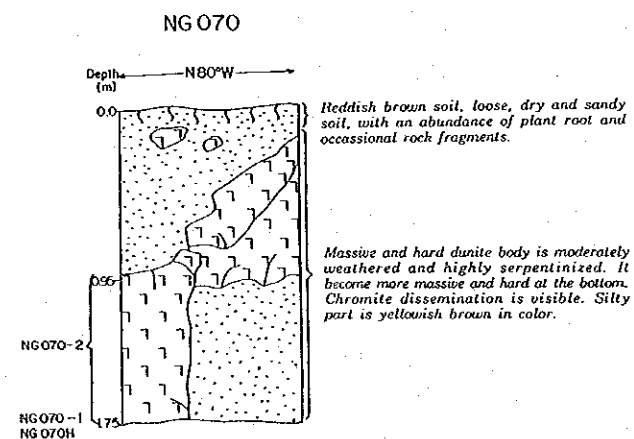 NG 070
Depth
(m)
N80°W
0.0
Reddish brown soil, loose, dry and sandy
soil, with an abundance of plant root and
occassional rock fragments.
Massive and hard dunite body is moderately
weathered and highly serpentinized. It
become more massive and hard at the bottom.
Chromite dissemination is visible. Silty
part is yellowish brown in color.
0.95
NG070-2
NG070-1
NG070H
1.75